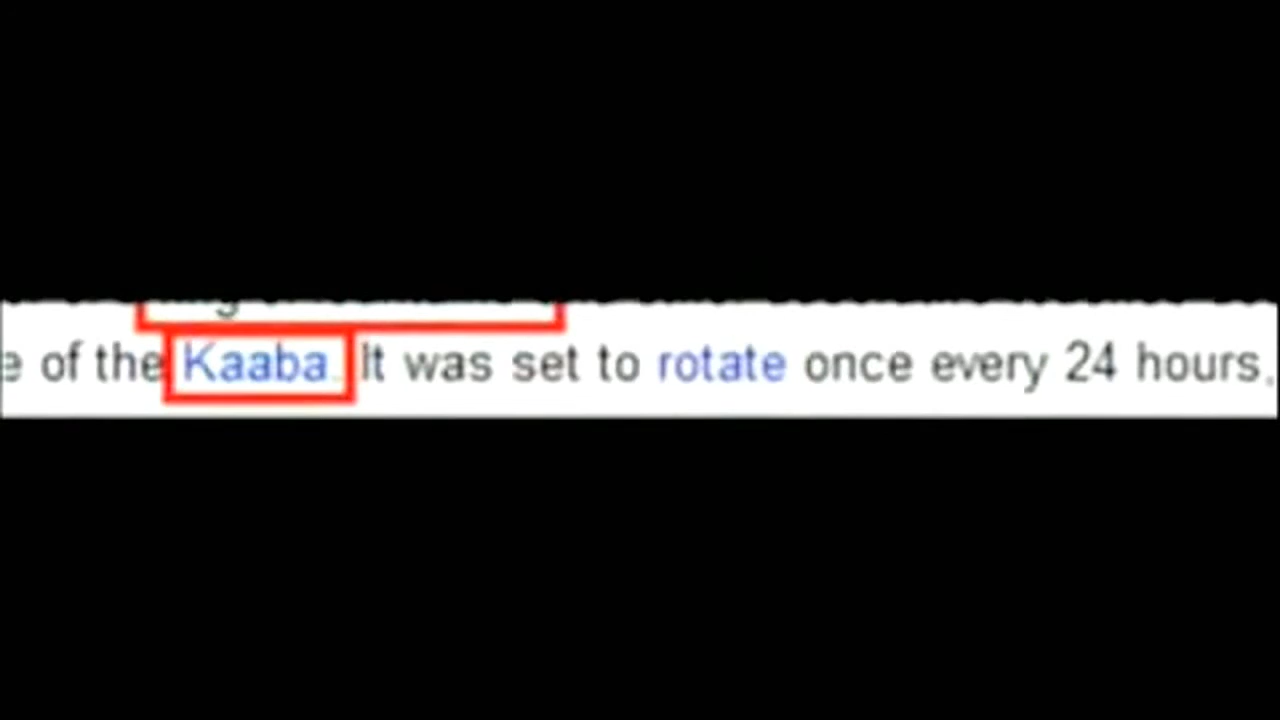 of the Kaaba. It was set to rotate once every 24 hours.